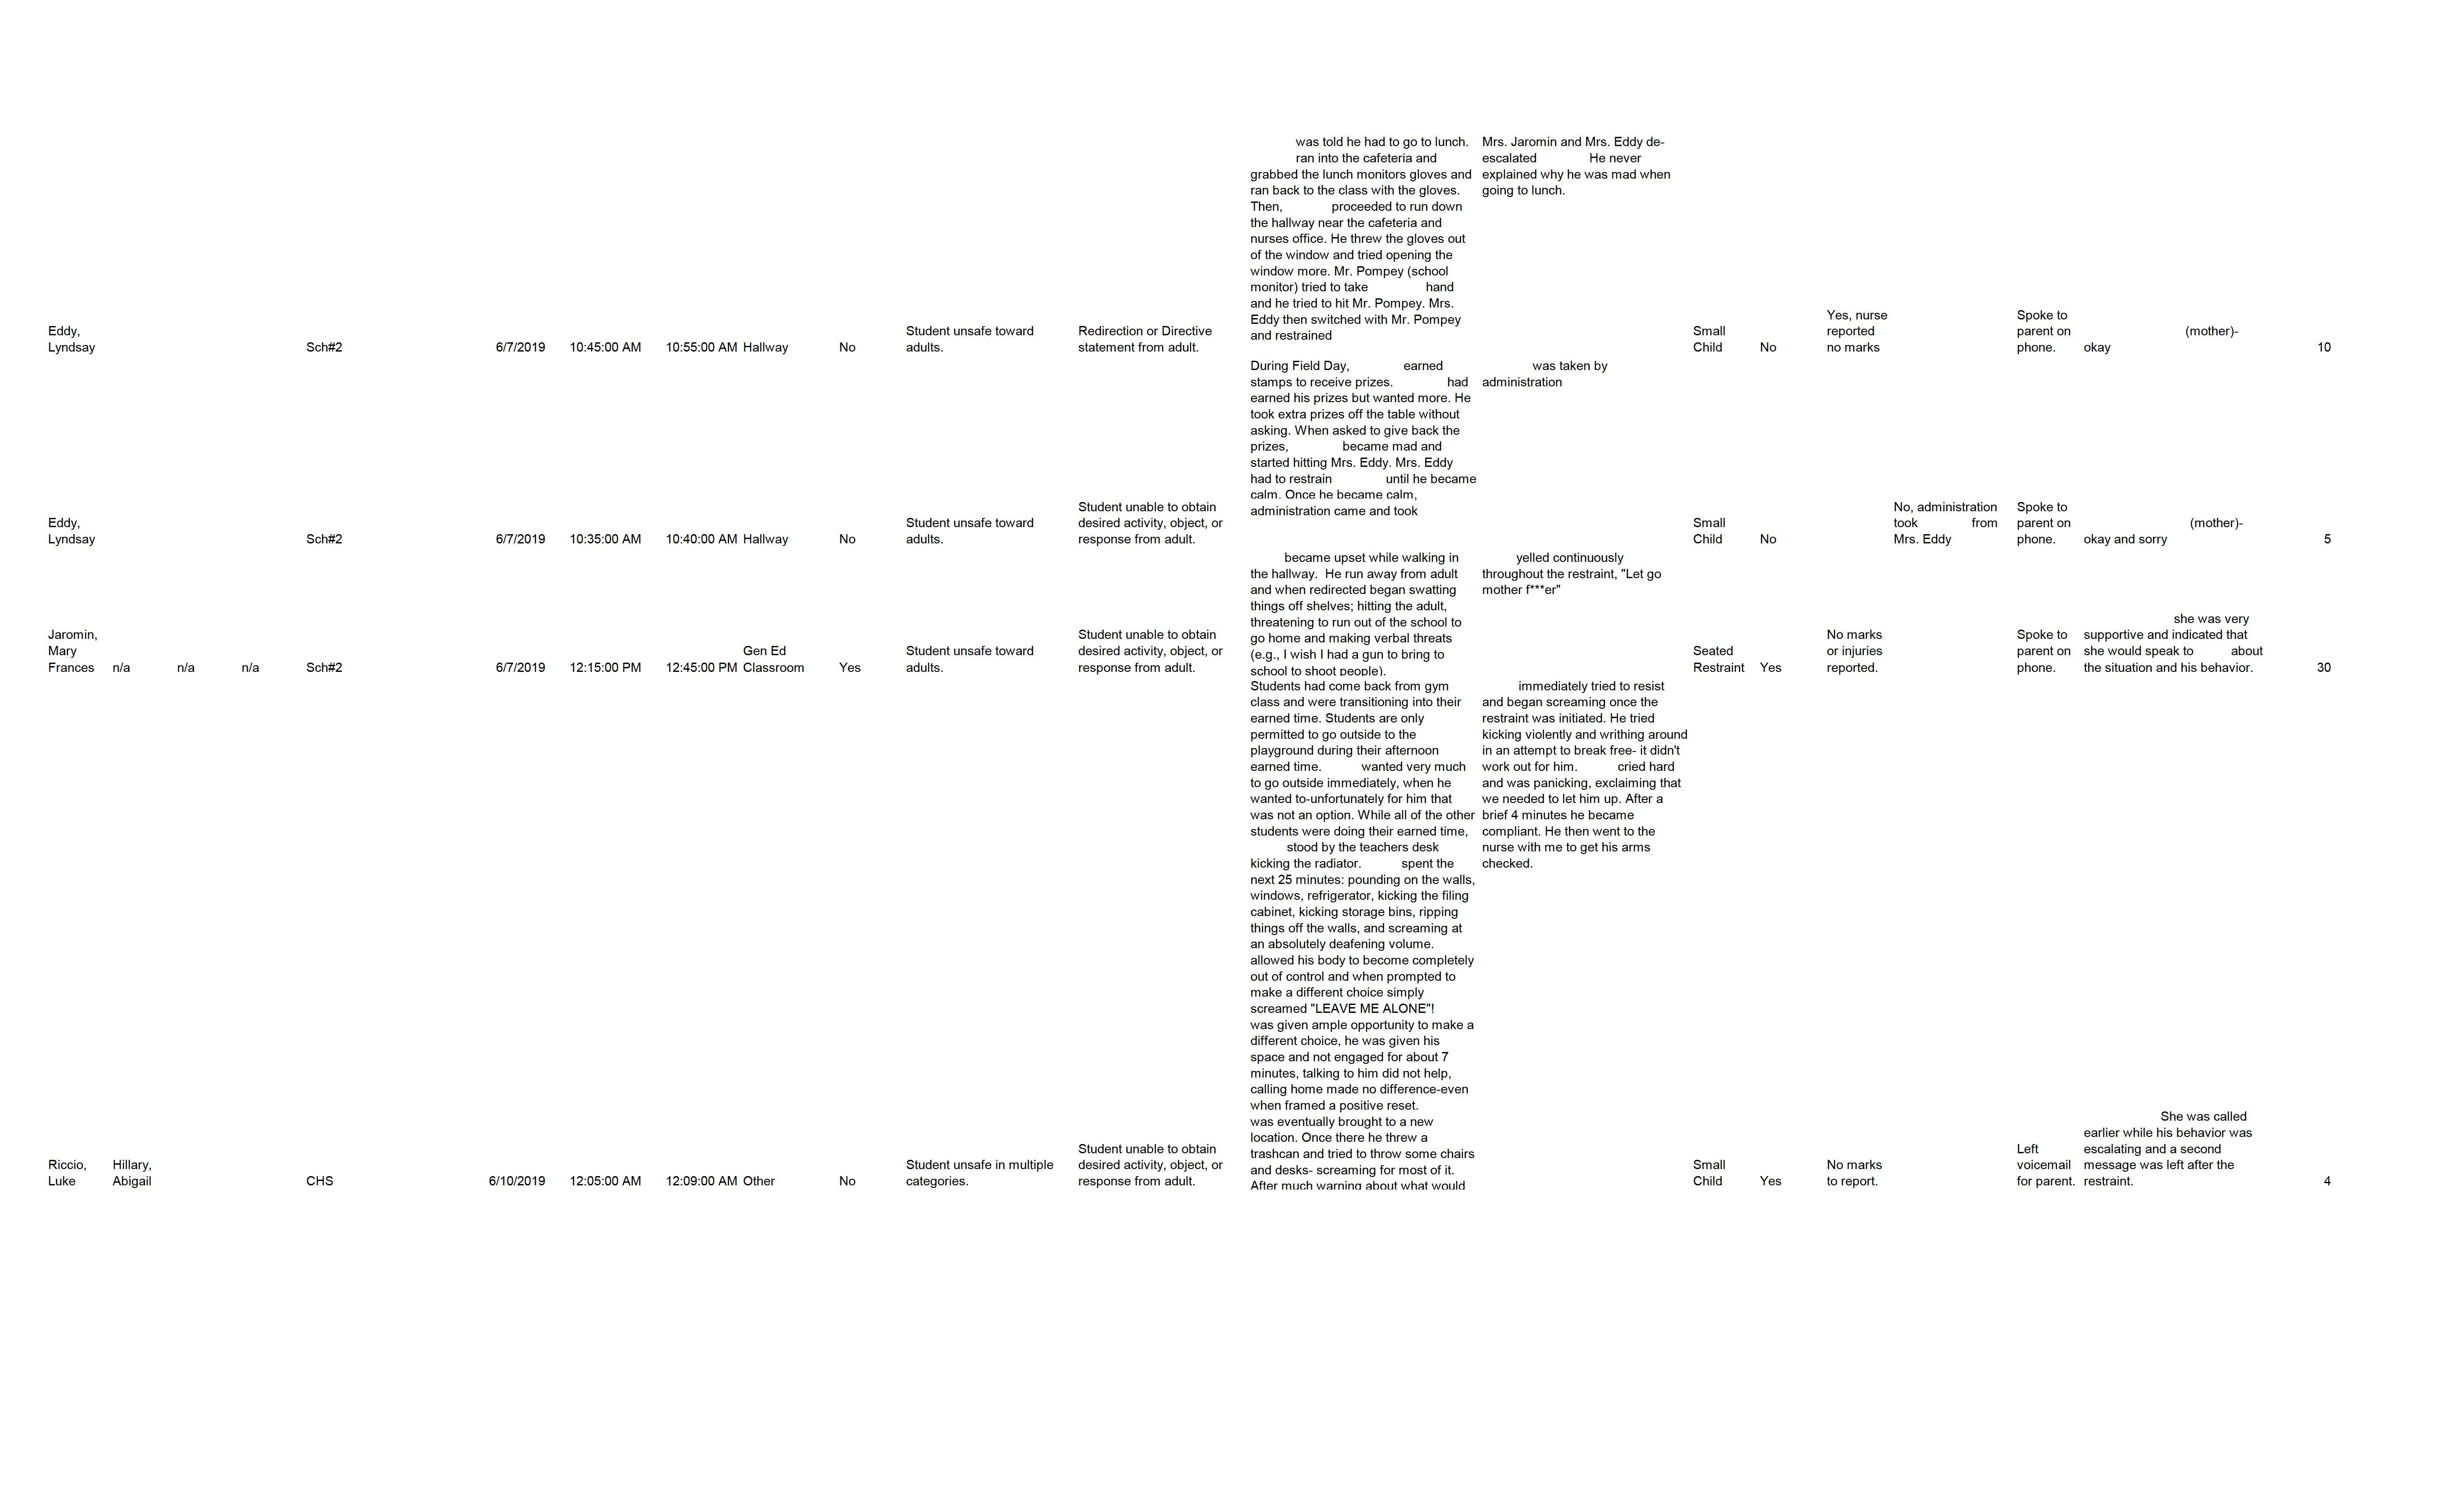 Eddy,
Lyndsay
Sch#2
6/7/2019
10:45:00 AM
10:55:00 AM
Hallway
No
Student unsafe toward
adults.
Redirection or Directive
statement from adult.
was told he had to go to lunch.
ran into the cafeteria and
grabbed the lunch monitors gloves and
ran back to the class with the gloves.
Then, proceeded to run down
the hallway near the cafeteria and
nurses office. He threw the gloves out
of the window and tried opening the
window more. Mr. Pompey (school
monitor) tried to take hand
and he tried to hit Mr. Pompey. Mrs.
Eddy then switched with Mr. Pompey
and restrained
Mrs. Jaromin and Mrs. Eddy de-
escalated He never
explained why he was mad when
going to lunch.
Small
Child
No
Yes, nurse
reported
no marks
Spoke to
parent on
phone.
(mother)-
okay
10
Eddy,
Lyndsay
Sch#2
6/7/2019
10:35:00 AM
10:40:00 AM
Hallway
No
Student unsafe toward
adults.
Student unable to obtain
desired activity, object, or
response from adult.
During Field Day, earned
stamps to receive prizes. had
earned his prizes but wanted more. He
took extra prizes off the table without
asking. When asked to give back the
prizes, became mad and
started hitting Mrs. Eddy. Mrs. Eddy
had to restrain until he became
calm. Once he became calm,
administration came and took
was taken by
administration
Small
Child
No
No, administration
took from
Mrs. Eddy
Spoke to
parent on
phone.
(mother)-
okay and sorry
5
Jaromin,
Mary
Frances
n/a
n/a
n/a
Sch#2
6/7/2019
12:15:00 PM
12:45:00 PM
Gen Ed
Classroom
Yes
Student unsafe toward
adults.
Student unable to obtain
desired activity, object, or
response from adult.
became upset while walking in
the hallway. He run away from adult
and when redirected began swatting
things off shelves; hitting the adult,
threatening to run out of the school to
go home and making verbal threats
(e.g., I wish I had a gun to bring to
school to shoot people).
yelled continuously
throughout the restraint, "Let go
mother f***er"
Seated
Restraint
Yes
No marks
or injuries
reported.
Spoke to
parent on
phone.
she was very
supportive and indicated that
she would speak to about
the situation and his behavior.
30
Riccio,
Luke
Hillary,
Abigail
CHS
6/10/2019
12:05:00 AM
12:09:00 AM
Other
No
Student unsafe in multiple
categories.
Student unable to obtain
desired activity, object, or
response from adult.
Students had come back from gym
class and were transitioning into their
earned time. Students are only
permitted to go outside to the
playground during their afternoon
earned time. wanted very much
to go outside immediately, when he
wanted to-unfortunately for him that
was not an option. While all of the other
students were doing their earned time,
stood by the teachers desk
kicking the radiator. spent the
next 25 minutes: pounding on the walls,
windows, refrigerator, kicking the filing
cabinet, kicking storage bins, ripping
things off the walls, and screaming at
an absolutely deafening volume.
allowed his body to become completely
out of control and when prompted to
make a different choice simply
screamed "LEAVE ME ALONE"!
was given ample opportunity to make a
different choice, he was given his
space and not engaged for about 7
minutes, talking to him did not help,
calling home made no difference-even
when framed a positive reset.
was eventually brought to a new
location. Once there he threw a
trashcan and tried to throw some chairs
and desks- screaming for most of it.
After much warning about what would
immediately tried to resist
and began screaming once the
restraint was initiated. He tried
kicking violently and writhing around
in an attempt to break free- it didn't
work out for him. cried hard
and was panicking, exclaiming that
we needed to let him up. After a
brief 4 minutes he became
compliant. He then went to the
nurse with me to get his arms
checked.
Small
Child
Yes
No marks
to report.
Left
voicemail
for parent.
She was called
earlier while his behavior was
escalating and a second
message was left after the
restraint.
4